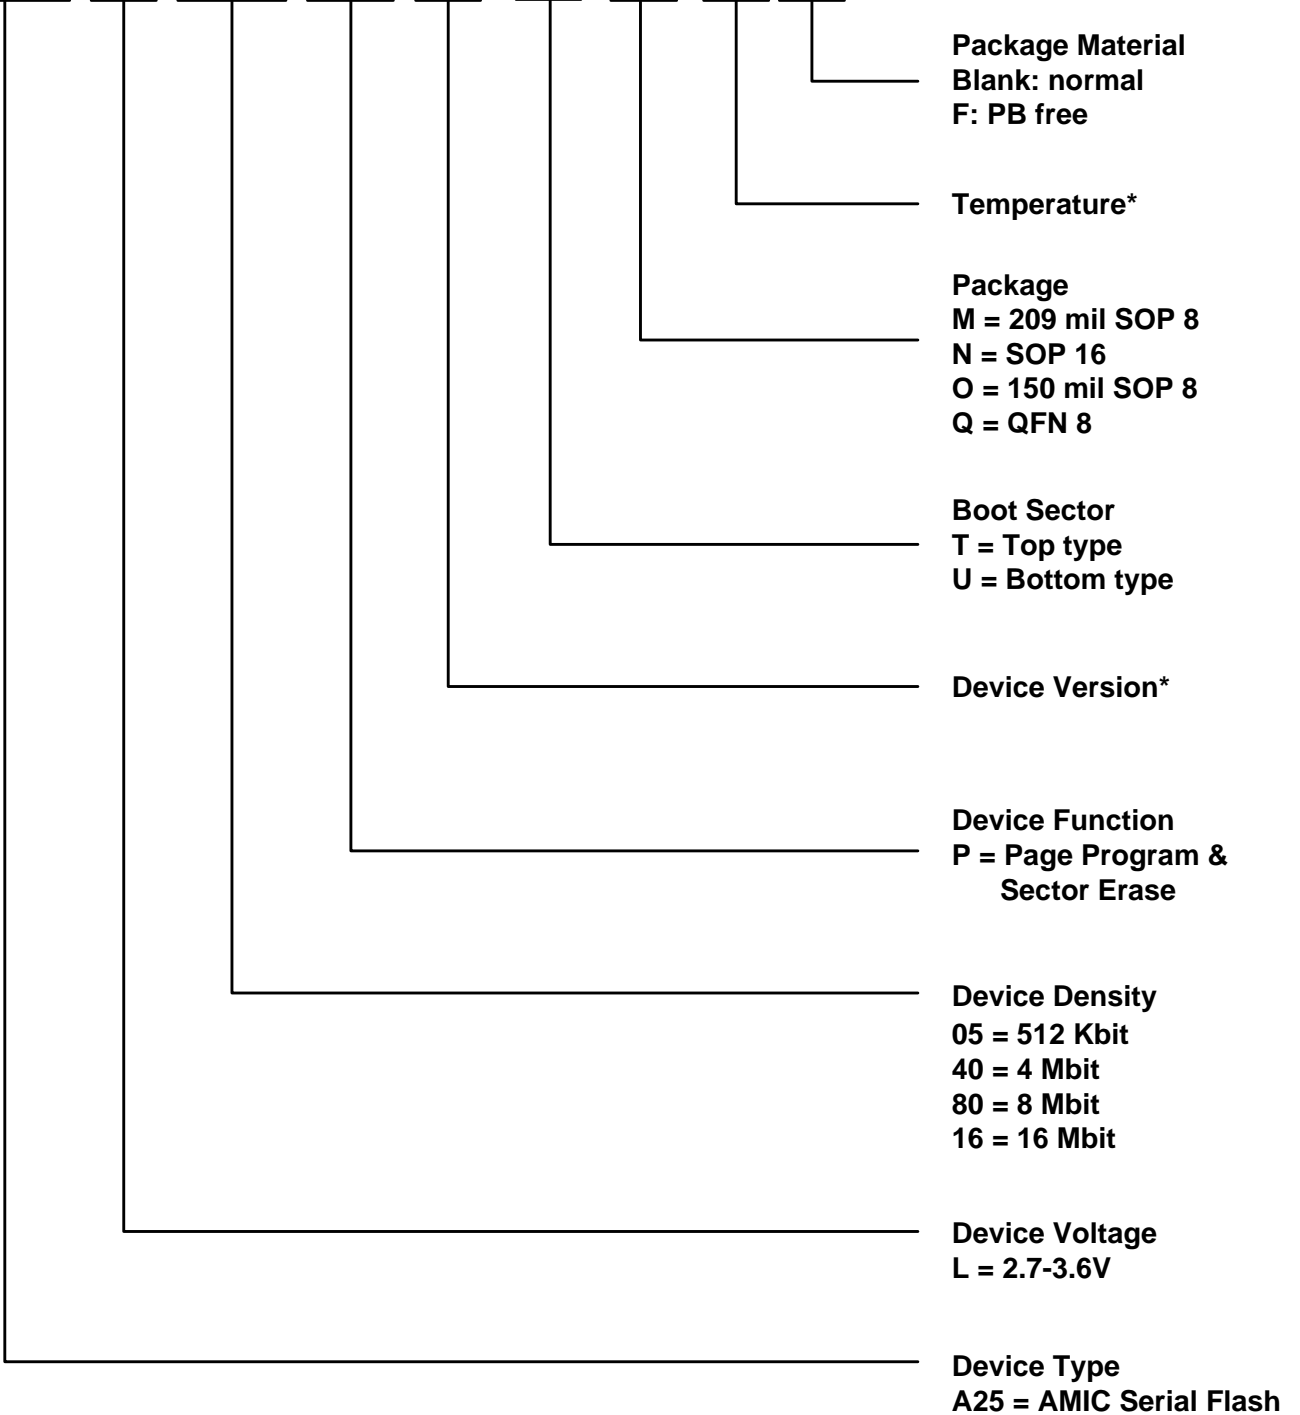 Package Material
Blank: normal
F: PB free
Temperature*
Package
M = 209 mil SOP 8
N = SOP 16
O = 150 mil SOP 8
Q = QFN 8
Boot Sector
T = Top type
U = Bottom type
Device Version*
Device Function
P = Page Program &
Sector Erase
Device Density
05 = 512 Kbit
40 = 4 Mbit
80 = 8 Mbit
16 = 16 Mbit
Device Voltage
L = 2.7-3.6V
Device Type
A25 = AMIC Serial Flash